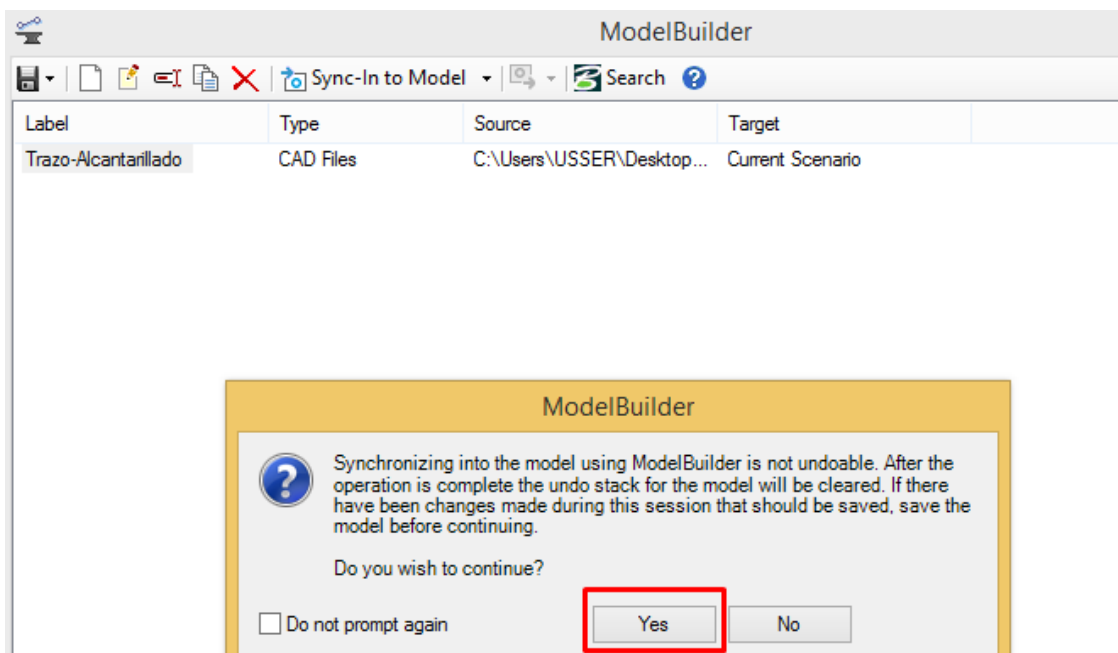 ModelBuilder
Sync-In to Model Search
Label Type Source Target
Trazo-Alcantarillado CAD Files C:\Users\USSER\Desktop... Current Scenario
ModelBuilder
Synchronizing into the model using ModelBuilder is not undoable. After the
operation is complete the undo stack for the model will be cleared. If there
have been changes made during this session that should be saved, save the
model before continuing.
Do you wish to continue?
Do not prompt again Yes No